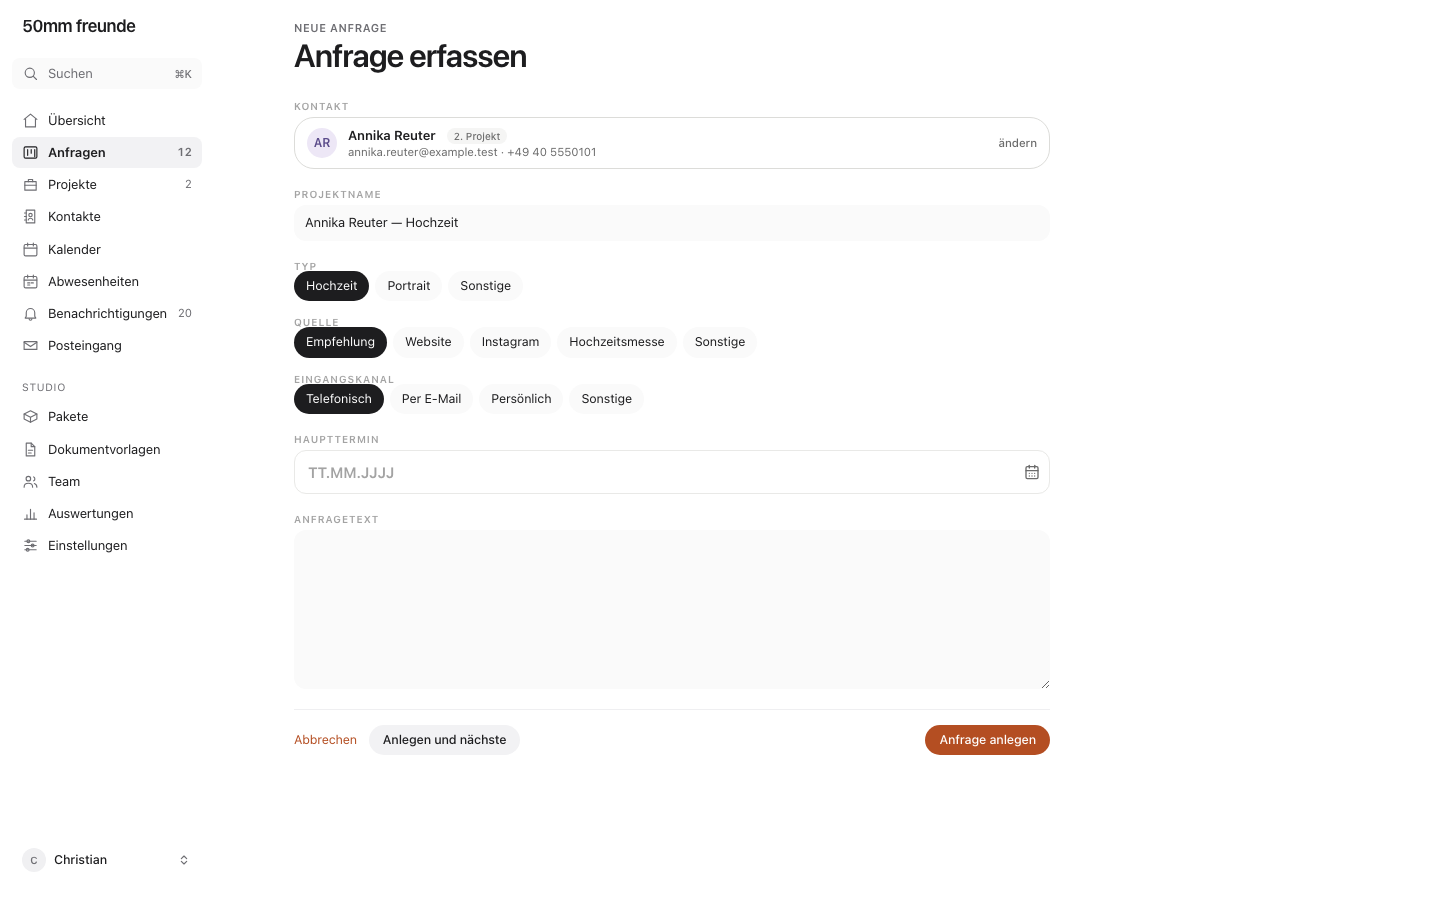 50mm freunde
Suchen ⌘K
Übersicht
Anfragen 12
Projekte 2
Kontakte
Kalender
Abwesenheiten
Benachrichtigungen 20
Posteingang
STUDIO
Pakete
Dokumentvorlagen
Team
Auswertungen
Einstellungen
C Christian
NEUE ANFRAGE
Anfrage erfassen
KONTAKT
AR Annika Reuter 2. Projekt
annika.reuter@example.test · +49 40 5550101
ändern
PROJEKTNAME
Annika Reuter — Hochzeit
TYP
Hochzeit Portrait Sonstige
QUELLE
Empfehlung Website Instagram Hochzeitsmesse Sonstige
EINGANGSKANAL
Telefonisch Per E-Mail Persönlich Sonstige
HAUPTTERMIN
TT.MM.JJJJ
ANFRAGETEXT
Abbrechen Anlegen und nächste Anfrage anlegen